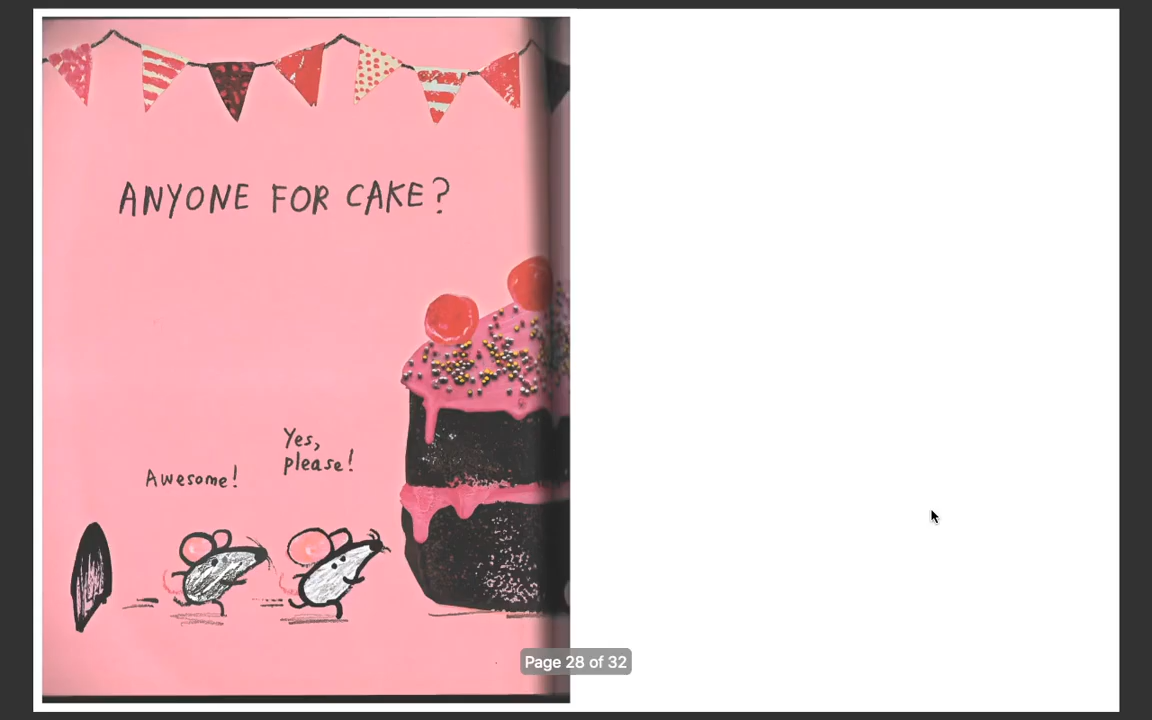 ANYONE FOR CAKE?
Yes,
please!
Awesome!
Page 28 of 32